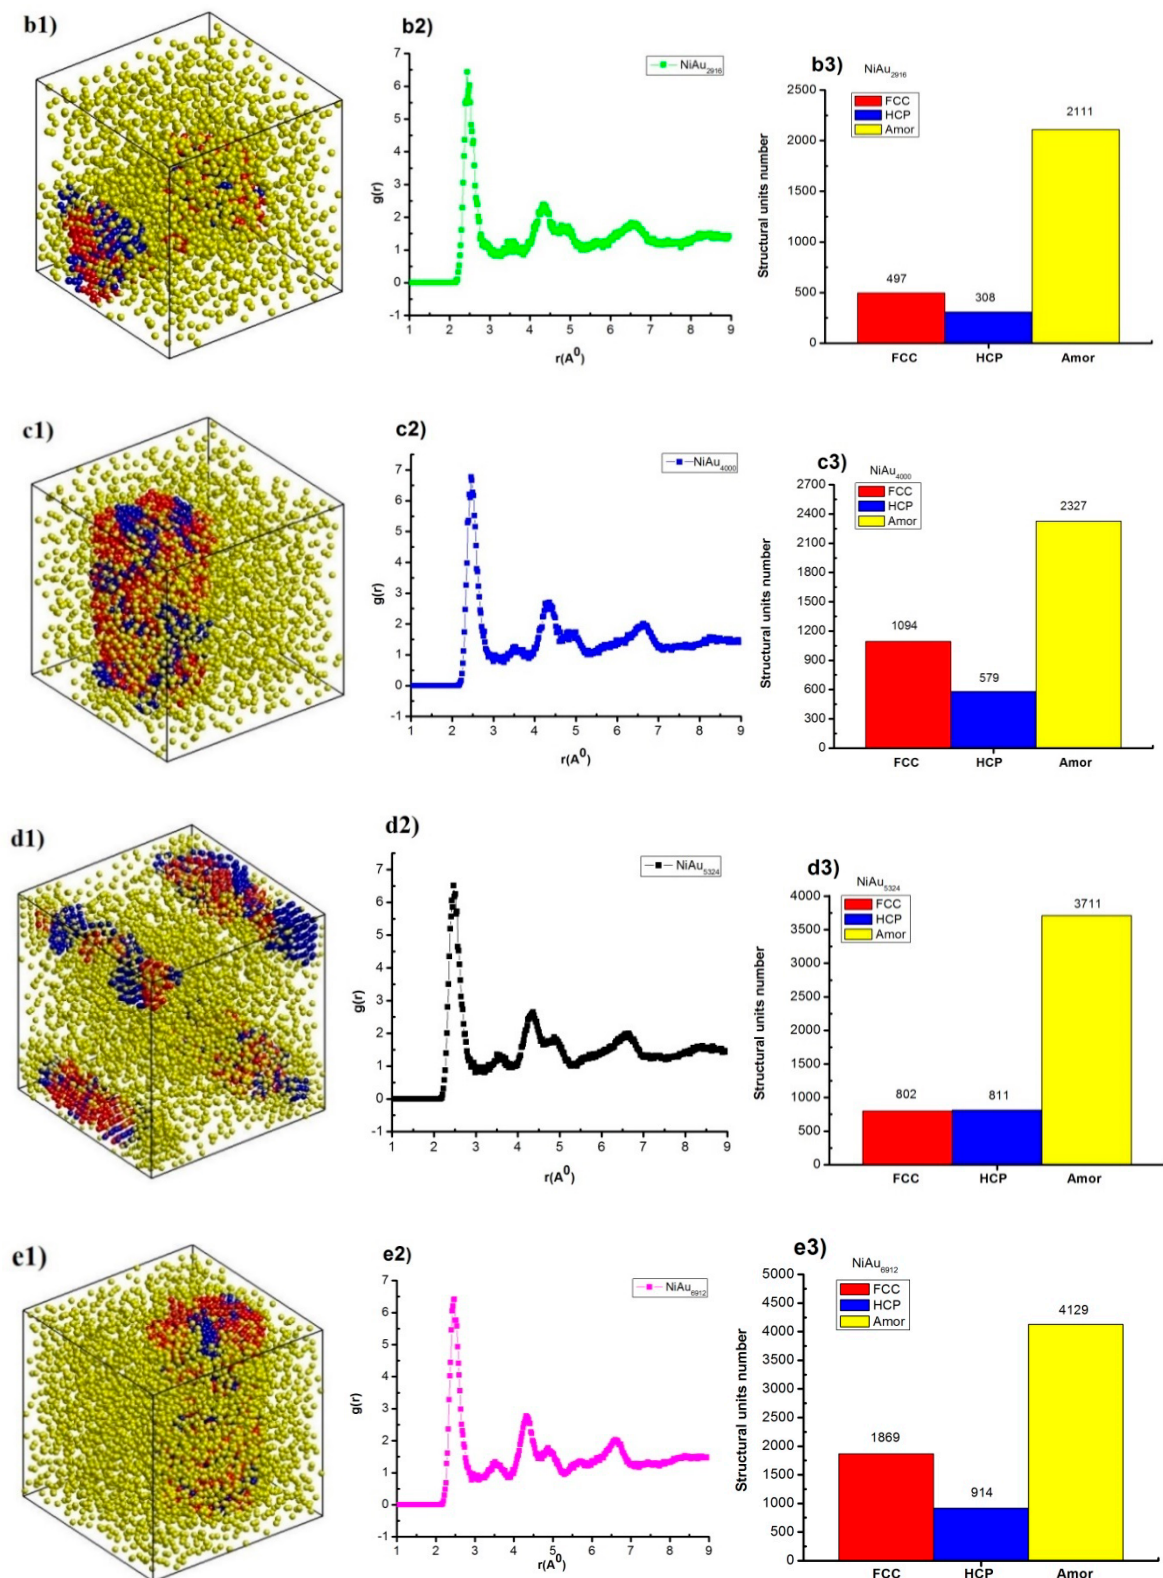 b1)
b2)
NiAu2916
7
6
5
4
3
2
1
0
-1
g(r)
1 2 3 4 5 6 7 8 9
r(A0)
b3)
NiAu2916
FCC
HCP
Amor
2500
2000
1500
1000
500
0
Structural units number
497
308
2111
FCC HCP Amor
c1)
c2)
NiAu4000
7
6
5
4
3
2
1
0
-1
g(r)
1 2 3 4 5 6 7 8 9
r(A0)
c3)
NiAu4000
FCC
HCP
Amor
2700
2400
2100
1800
1500
1200
900
600
300
0
Structural units number
1094
579
2327
FCC HCP Amor
d1)
d2)
NiAu5324
7
6
5
4
3
2
1
0
-1
g(r)
1 2 3 4 5 6 7 8 9
r(A0)
d3)
NiAu5324
FCC
HCP
Amor
4000
3750
3500
3250
3000
2750
2500
2250
2000
1750
1500
1250
1000
750
500
250
0
Structural units number
802
811
3711
FCC HCP Amor
e1)
e2)
NiAu6912
7
6
5
4
3
2
1
0
-1
g(r)
1 2 3 4 5 6 7 8 9
r(A0)
e3)
NiAu6912
FCC
HCP
Amor
5000
4500
4000
3500
3000
2500
2000
1500
1000
500
0
Structural units number
1869
914
4129
FCC HCP Amor